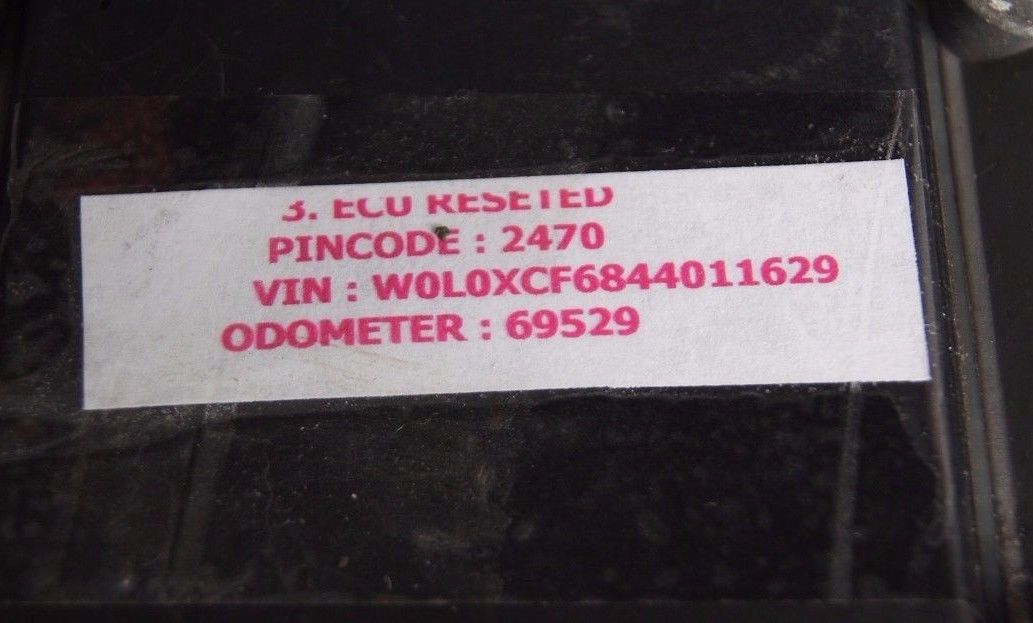 3. ECU RESETED
PINCODE : 2470
VIN : W0L0XCF6844011629
ODOMETER : 69529